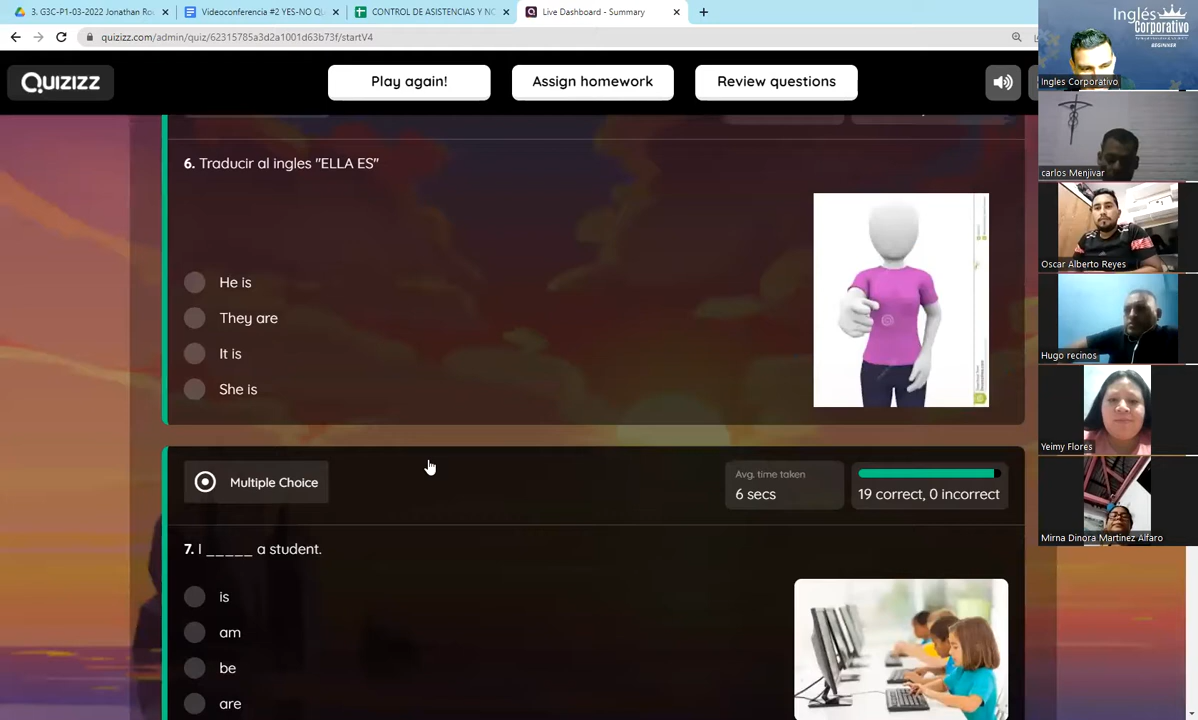 3. G3C-P1-03-2022 Jonathan Ro
Videoconferencia #2 YES-NO QU
CONTROL DE ASISTENCIAS Y NO
Live Dashboard - Summary
quizizz.com/admin/quiz/62315785a3d2a1001d63b73f/startV4
Quizizz
Play again!
Assign homework
Review questions
6. Traducir al ingles "ELLA ES"
He is
They are
It is
She is
Multiple Choice
Avg. time taken
6 secs
19 correct, 0 incorrect
7. I _____ a student.
is
am
be
are
Inglés
Corporativo
BEGINNER
Ingles Corporativo
carlos Menjivar
Oscar Alberto Reyes
Hugo recinos
Yeimy Flores
Mirna Dinora Martinez Alfaro